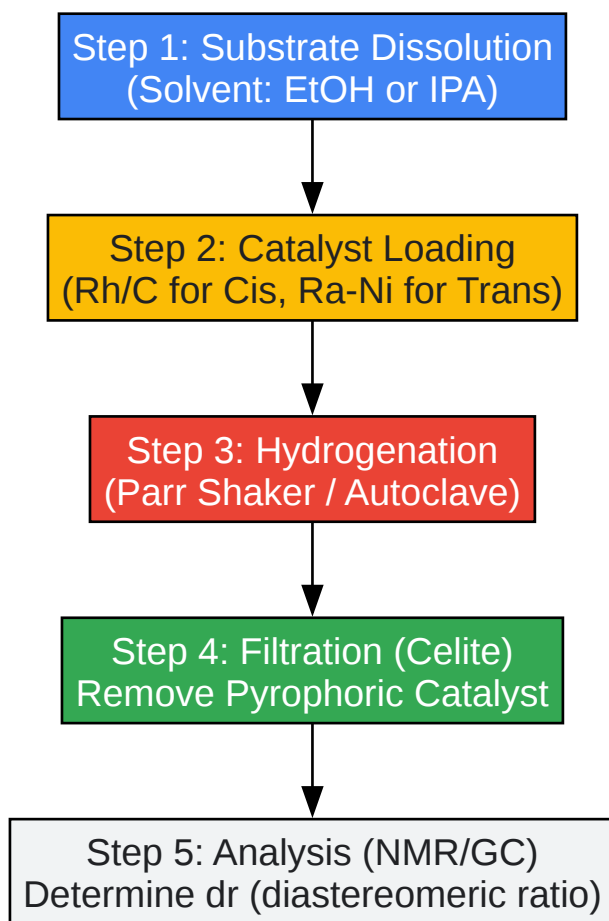 Step 1: Substrate Dissolution
(Solvent: EtOH or IPA)
Step 2: Catalyst Loading
(Rh/C for Cis, Ra-Ni for Trans)
Step 3: Hydrogenation
(Parr Shaker / Autoclave)
Step 4: Filtration (Celite)
Remove Pyrophoric Catalyst
Step 5: Analysis (NMR/GC)
Determine dr (diastereomeric ratio)